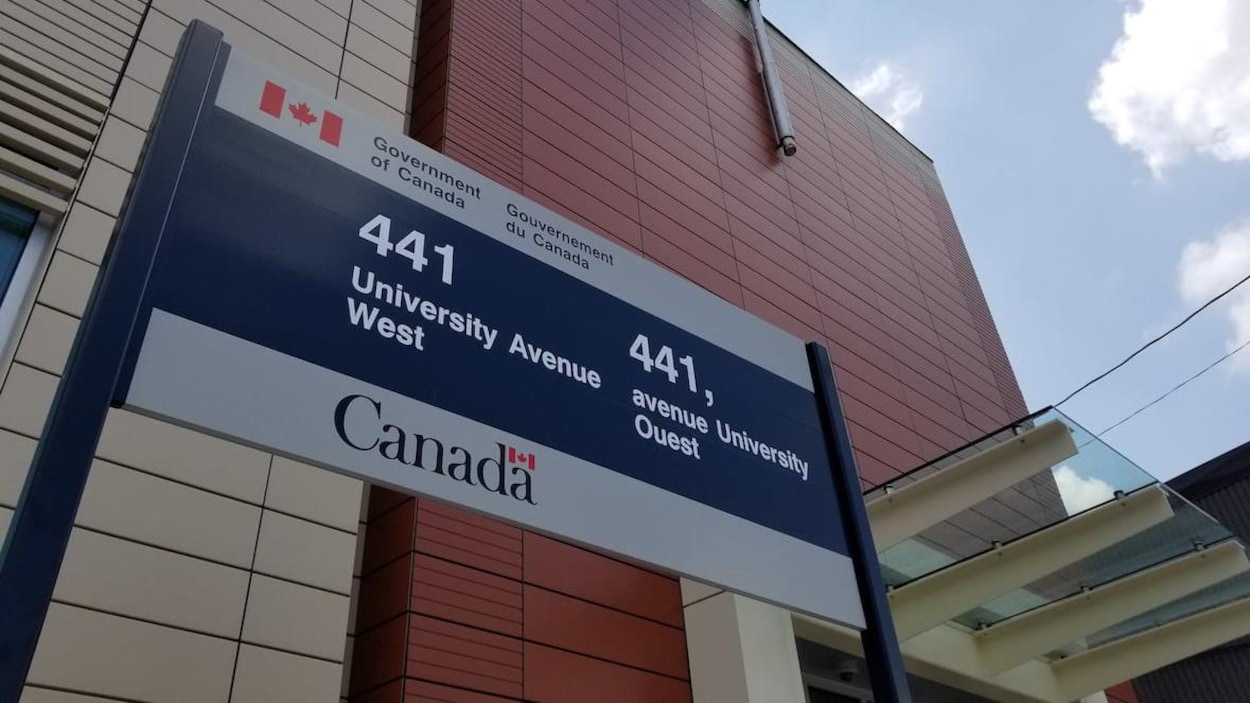 Government
of Canada
Gouvernement
du Canada
441
University Avenue
West
441,
avenue University
Ouest
Canada